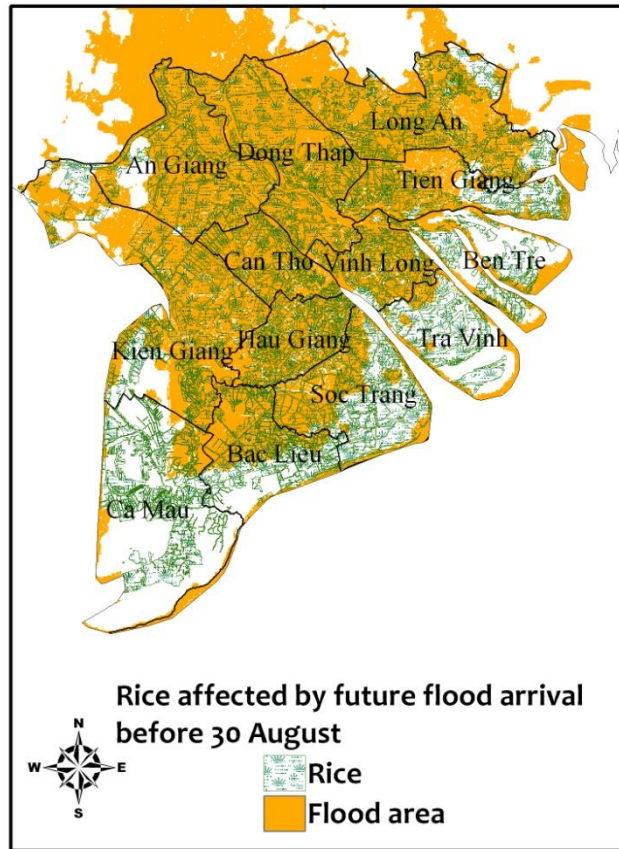 Long An
An Giang
Dong Thap
Tien Giang
Can Tho
Vinh Long
Ben Tre
Kien Giang
Hau Giang
Tra Vinh
Soc Trang
Bac Lieu
Ca Mau
Rice affected by future flood arrival
before 30 August
N
W
E
S
Rice
Flood area